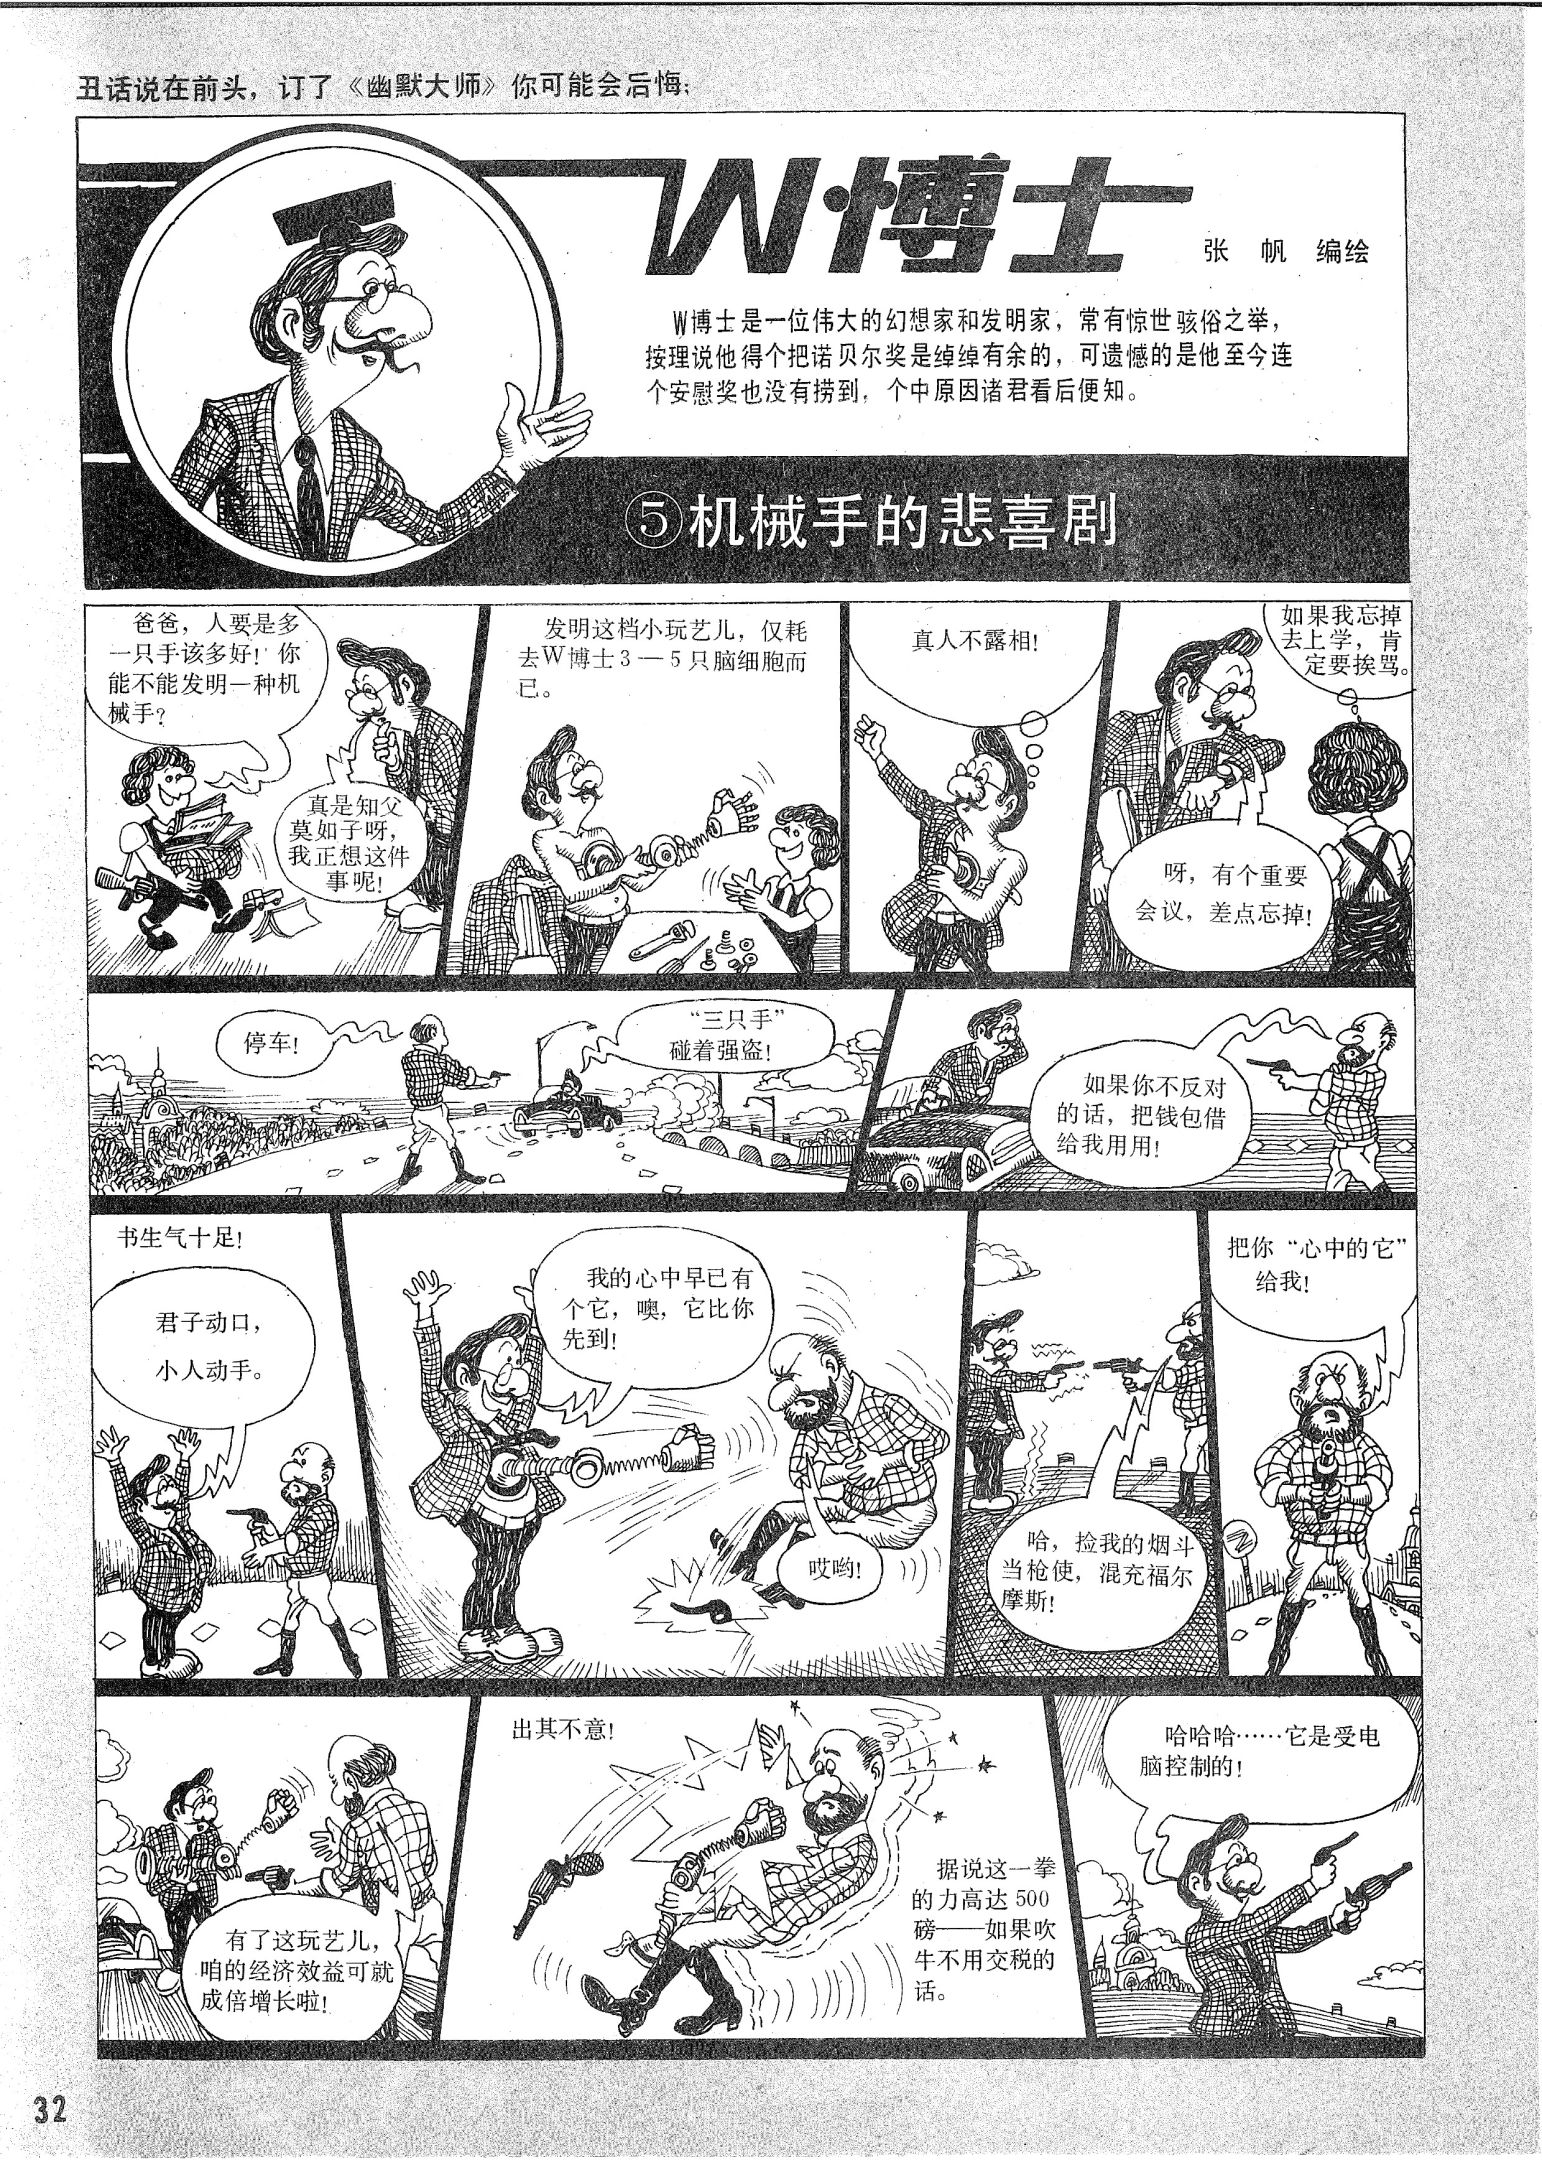 丑话说在前头，订了《幽默大师》你可能会后悔；
W博士
张 帆 编绘
W博士是一位伟大的幻想家和发明家，常有惊世骇俗之举，
按理说他得个把诺贝尔奖是绰绰有余的，可遗憾的是他至今连
个安慰奖也没有捞到，个中原因诸君看后便知。
⑤机械手的悲喜剧
爸爸，人要是多
一只手该多好！你
能不能发明一种机
械手？
真是知父
莫如子呀，
我正想这件
事呢！
发明这档小玩艺儿，仅耗
去W博士3—5只脑细胞而
已。
真人不露相！
如果我忘掉
去上学，肯
定要挨骂。
呀，有个重要
会议，差点忘掉！
停车！
“三只手”
碰着强盗！
如果你不反对
的话，把钱包借
给我用用！
书生气十足！
君子动口，
小人动手。
我的心中早已有
个它，噢，它比你
先到！
哎哟！
哈，捡我的烟斗
当枪使，混充福尔
摩斯！
把你“心中的它”
给我！
有了这玩艺儿，
咱的经济效益可就
成倍增长啦！
出其不意！
据说这一拳
的力高达500
磅——如果吹
牛不用交税的
话。
哈哈哈……它是受电
脑控制的！
32